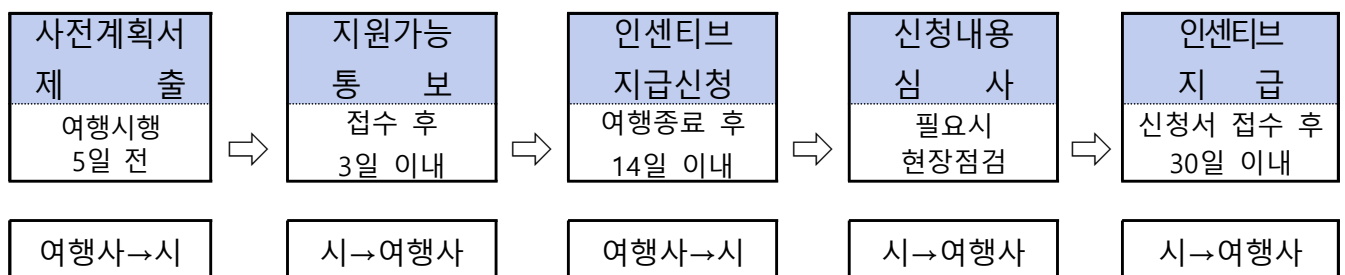 사전계획서
제 출
여행시행
5일 전
지원가능
통 보
접수 후
3일 이내
인센티브
지급신청
여행종료 후
14일 이내
신청내용
심 사
필요시
현장점검
인센티브
지 급
신청서 접수 후
30일 이내
여행사→시
시→여행사
여행사→시
시→여행사
시→여행사